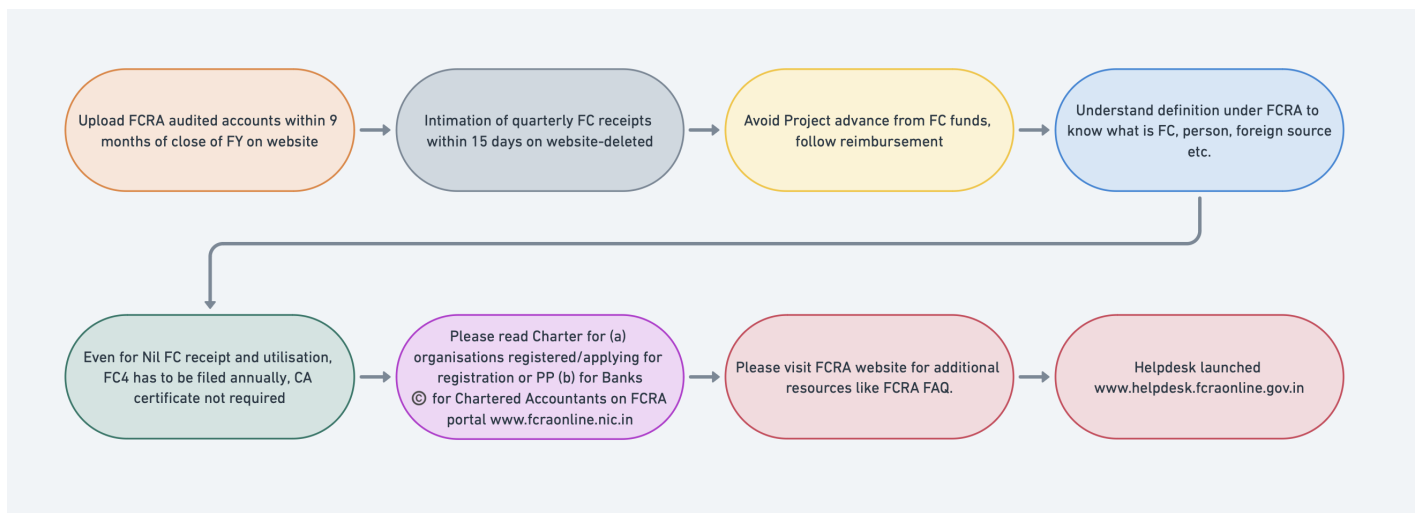 Upload FCRA audited accounts within 9
months of close of FY on website
Intimation of quarterly FC receipts
within 15 days on website-deleted
Avoid Project advance from FC funds,
follow reimbursement
Understand definition under FCRA to
know what is FC, person, foreign source
etc.
Even for Nil FC receipt and utilisation,
FC4 has to be filed annually, CA
certificate not required
Please read Charter for (a)
organisations registered/applying for
registration or PP (b) for Banks
© for Chartered Accountants on FCRA
portal www.fcraonline.nic.in
Please visit FCRA website for additional
resources like FCRA FAQ.
Helpdesk launched
www.helpdesk.fcraonline.gov.in